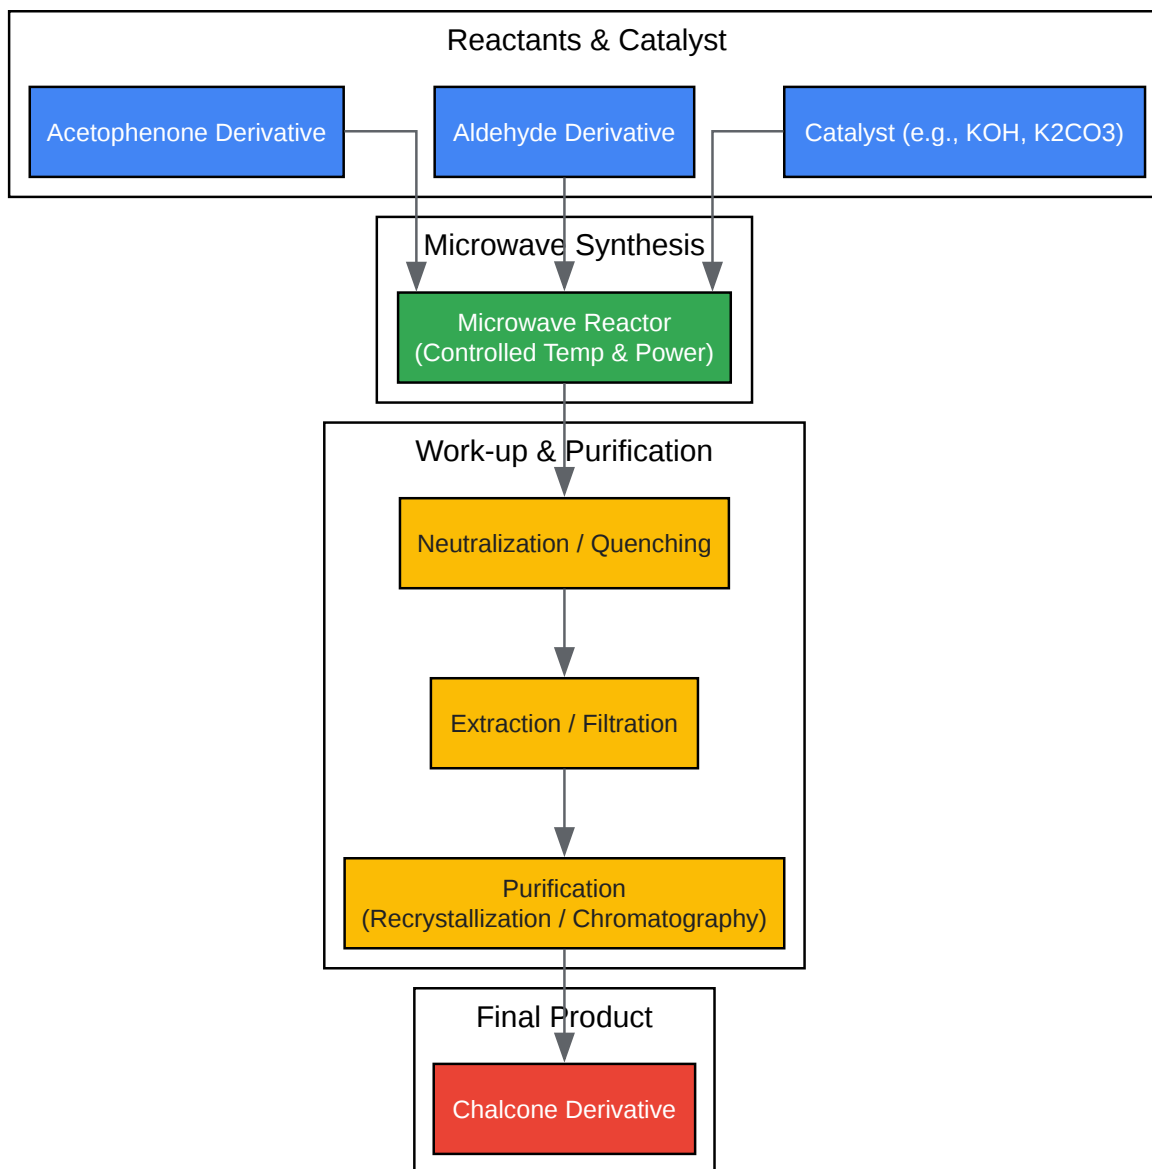 Reactants & Catalyst
Acetophenone Derivative
Aldehyde Derivative
Catalyst (e.g., KOH, K2CO3)
Microwave Synthesis
Microwave Reactor
(Controlled Temp & Power)
Work-up & Purification
Neutralization / Quenching
Extraction / Filtration
Purification
(Recrystallization / Chromatography)
Final Product
Chalcone Derivative